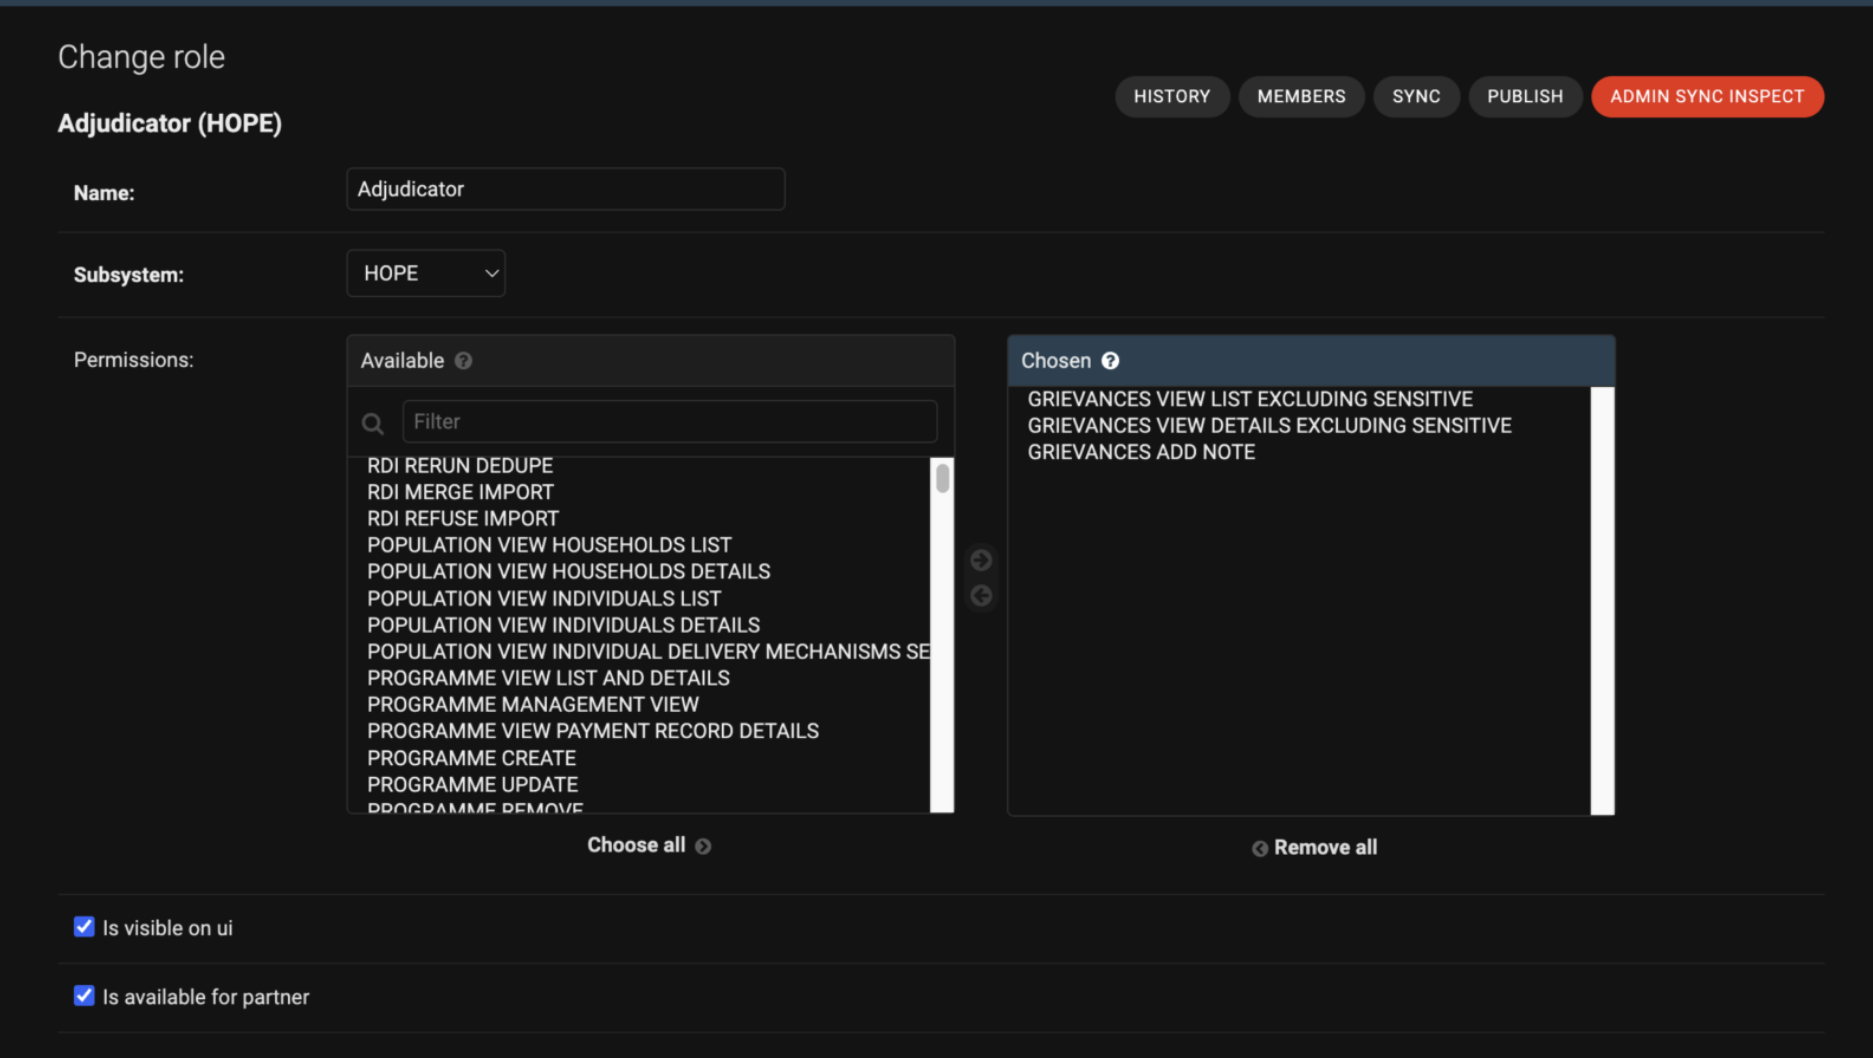 Change role
HISTORY
MEMBERS
SYNC
PUBLISH
ADMIN SYNC INSPECT
Adjudicator (HOPE)
Name:
Adjudicator
Subsystem:
HOPE
Permissions:
Available ?
Filter
RDI RERUN DEDUPE
RDI MERGE IMPORT
RDI REFUSE IMPORT
POPULATION VIEW HOUSEHOLDS LIST
POPULATION VIEW HOUSEHOLDS DETAILS
POPULATION VIEW INDIVIDUALS LIST
POPULATION VIEW INDIVIDUALS DETAILS
POPULATION VIEW INDIVIDUAL DELIVERY MECHANISMS SE
PROGRAMME VIEW LIST AND DETAILS
PROGRAMME MANAGEMENT VIEW
PROGRAMME VIEW PAYMENT RECORD DETAILS
PROGRAMME CREATE
PROGRAMME UPDATE
PROGRAMME REMOVE
Choose all
Chosen ?
GRIEVANCES VIEW LIST EXCLUDING SENSITIVE
GRIEVANCES VIEW DETAILS EXCLUDING SENSITIVE
GRIEVANCES ADD NOTE
Remove all
Is visible on ui
Is available for partner